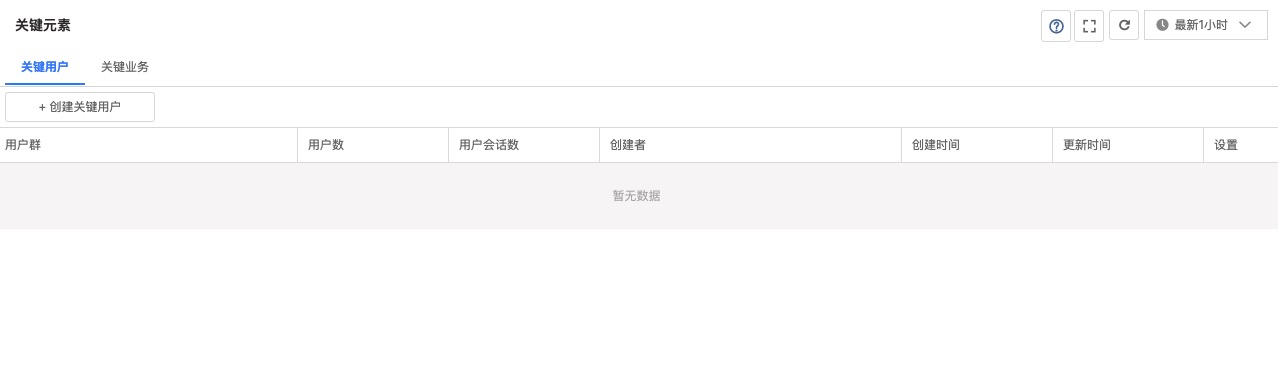 关键元素
最新1小时
关键用户 关键业务
+ 创建关键用户
用户群 用户数 用户会话数 创建者 创建时间 更新时间 设置
暂无数据